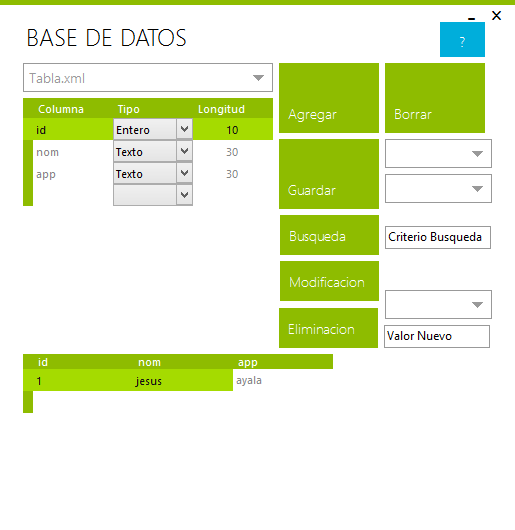 BASE DE DATOS
?
Tabla.xml
Columna Tipo Longitud
id Entero 10
nom Texto 30
app Texto 30
Agregar
Borrar
Guardar
Busqueda
Criterio Busqueda
Modificacion
Eliminacion
Valor Nuevo
id nom app
1 jesus ayala